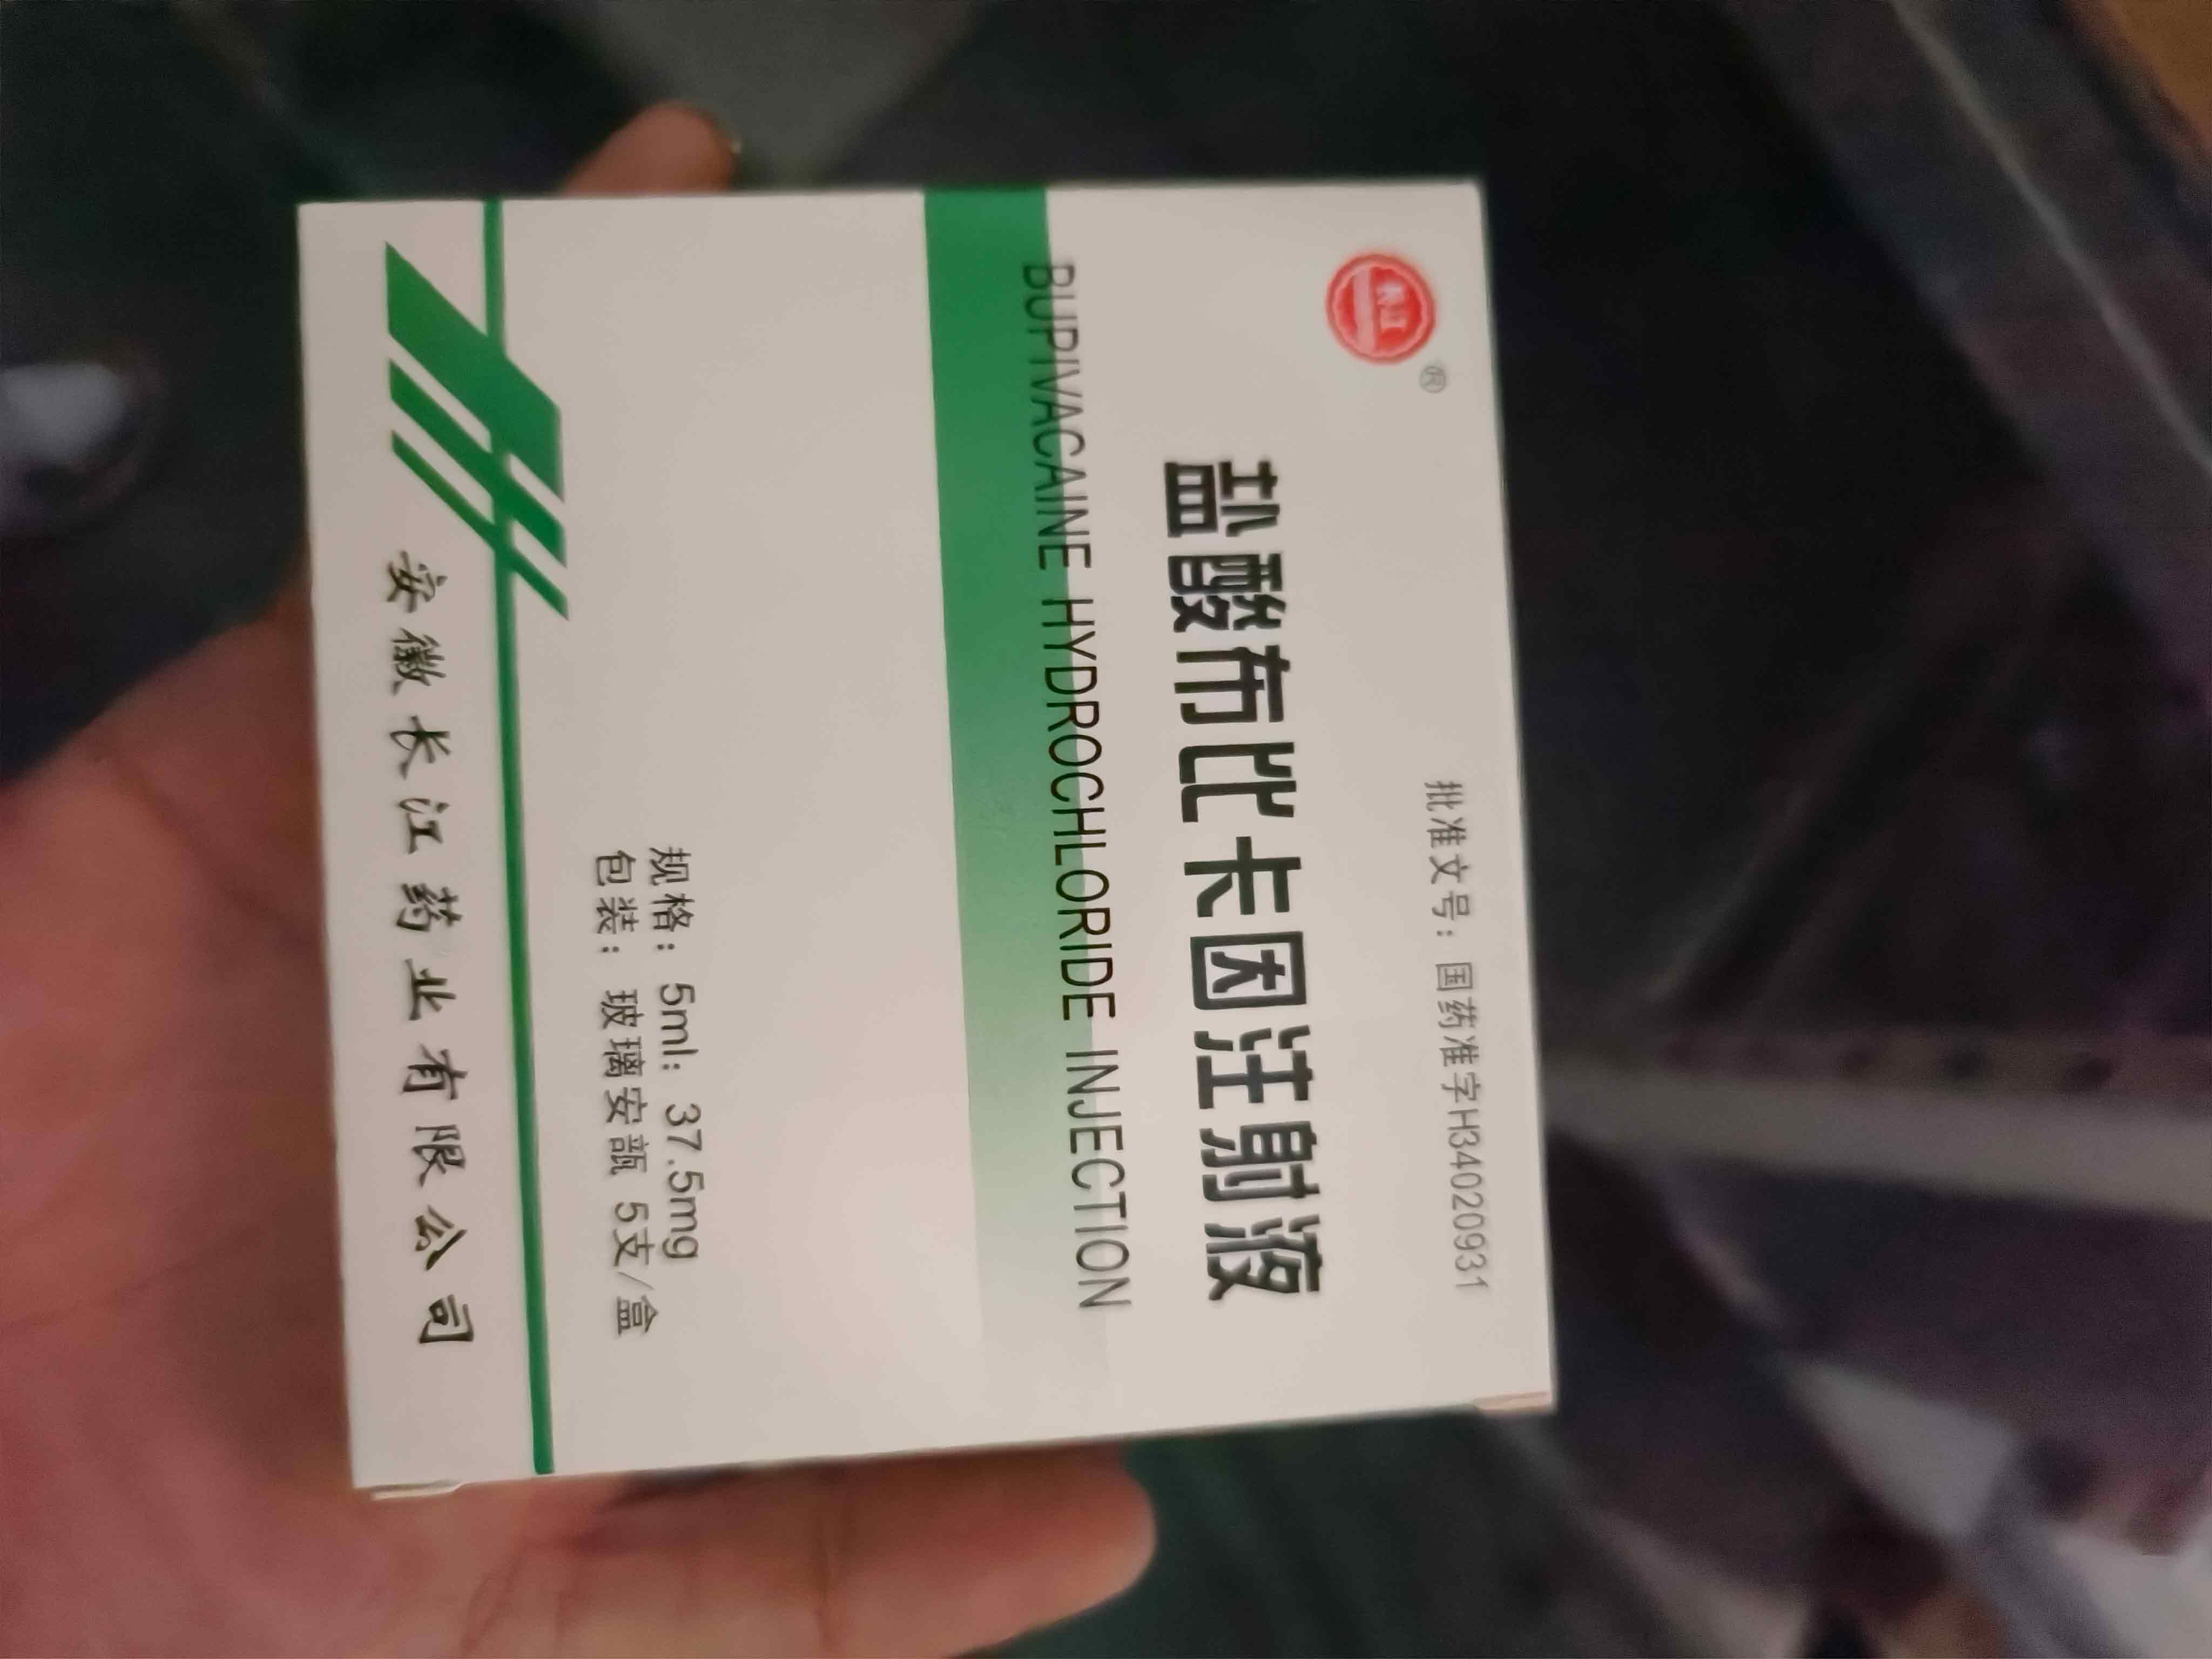 批准文号：国药准字H34020931
®
盐酸布比卡因注射液
BUPIVACAINE HYDROCHLORIDE INJECTION
规格：5ml：37.5mg
包装：玻璃安瓿 5支/盒
安徽长江药业有限公司